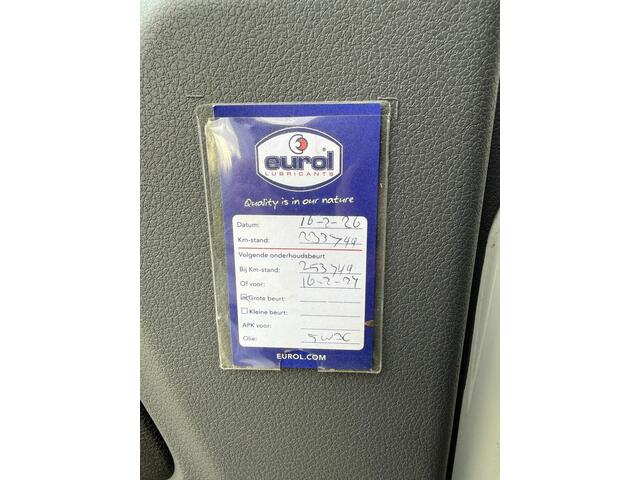 eurol
LUBRICANTS
Quality is in our nature
Datum: 16-2-26
Km-stand: 233744
Volgende onderhoudsbeurt
Bij Km-stand: 253744
Of voor: 16-2-27
Grote beurt:
Kleine beurt:
APK voor:
Olie: 5W30
EUROL.COM